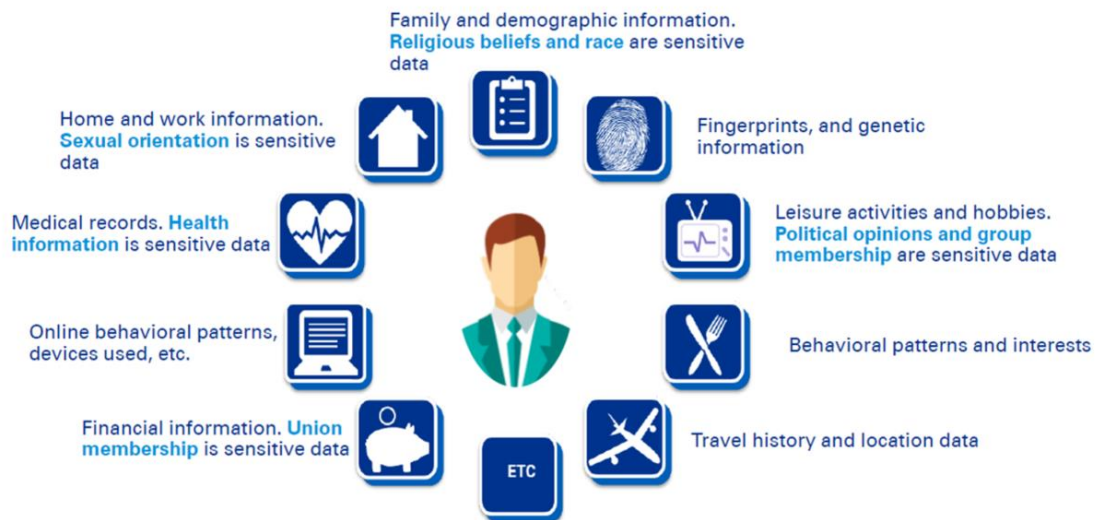 Family and demographic information.
Religious beliefs and race are sensitive
data
Home and work information.
Sexual orientation is sensitive
data
Fingerprints, and genetic
information
Medical records. Health
information is sensitive data
Leisure activities and hobbies.
Political opinions and group
membership are sensitive data
Online behavioral patterns,
devices used, etc.
Behavioral patterns and interests
Financial information. Union
membership is sensitive data
Travel history and location data
ETC